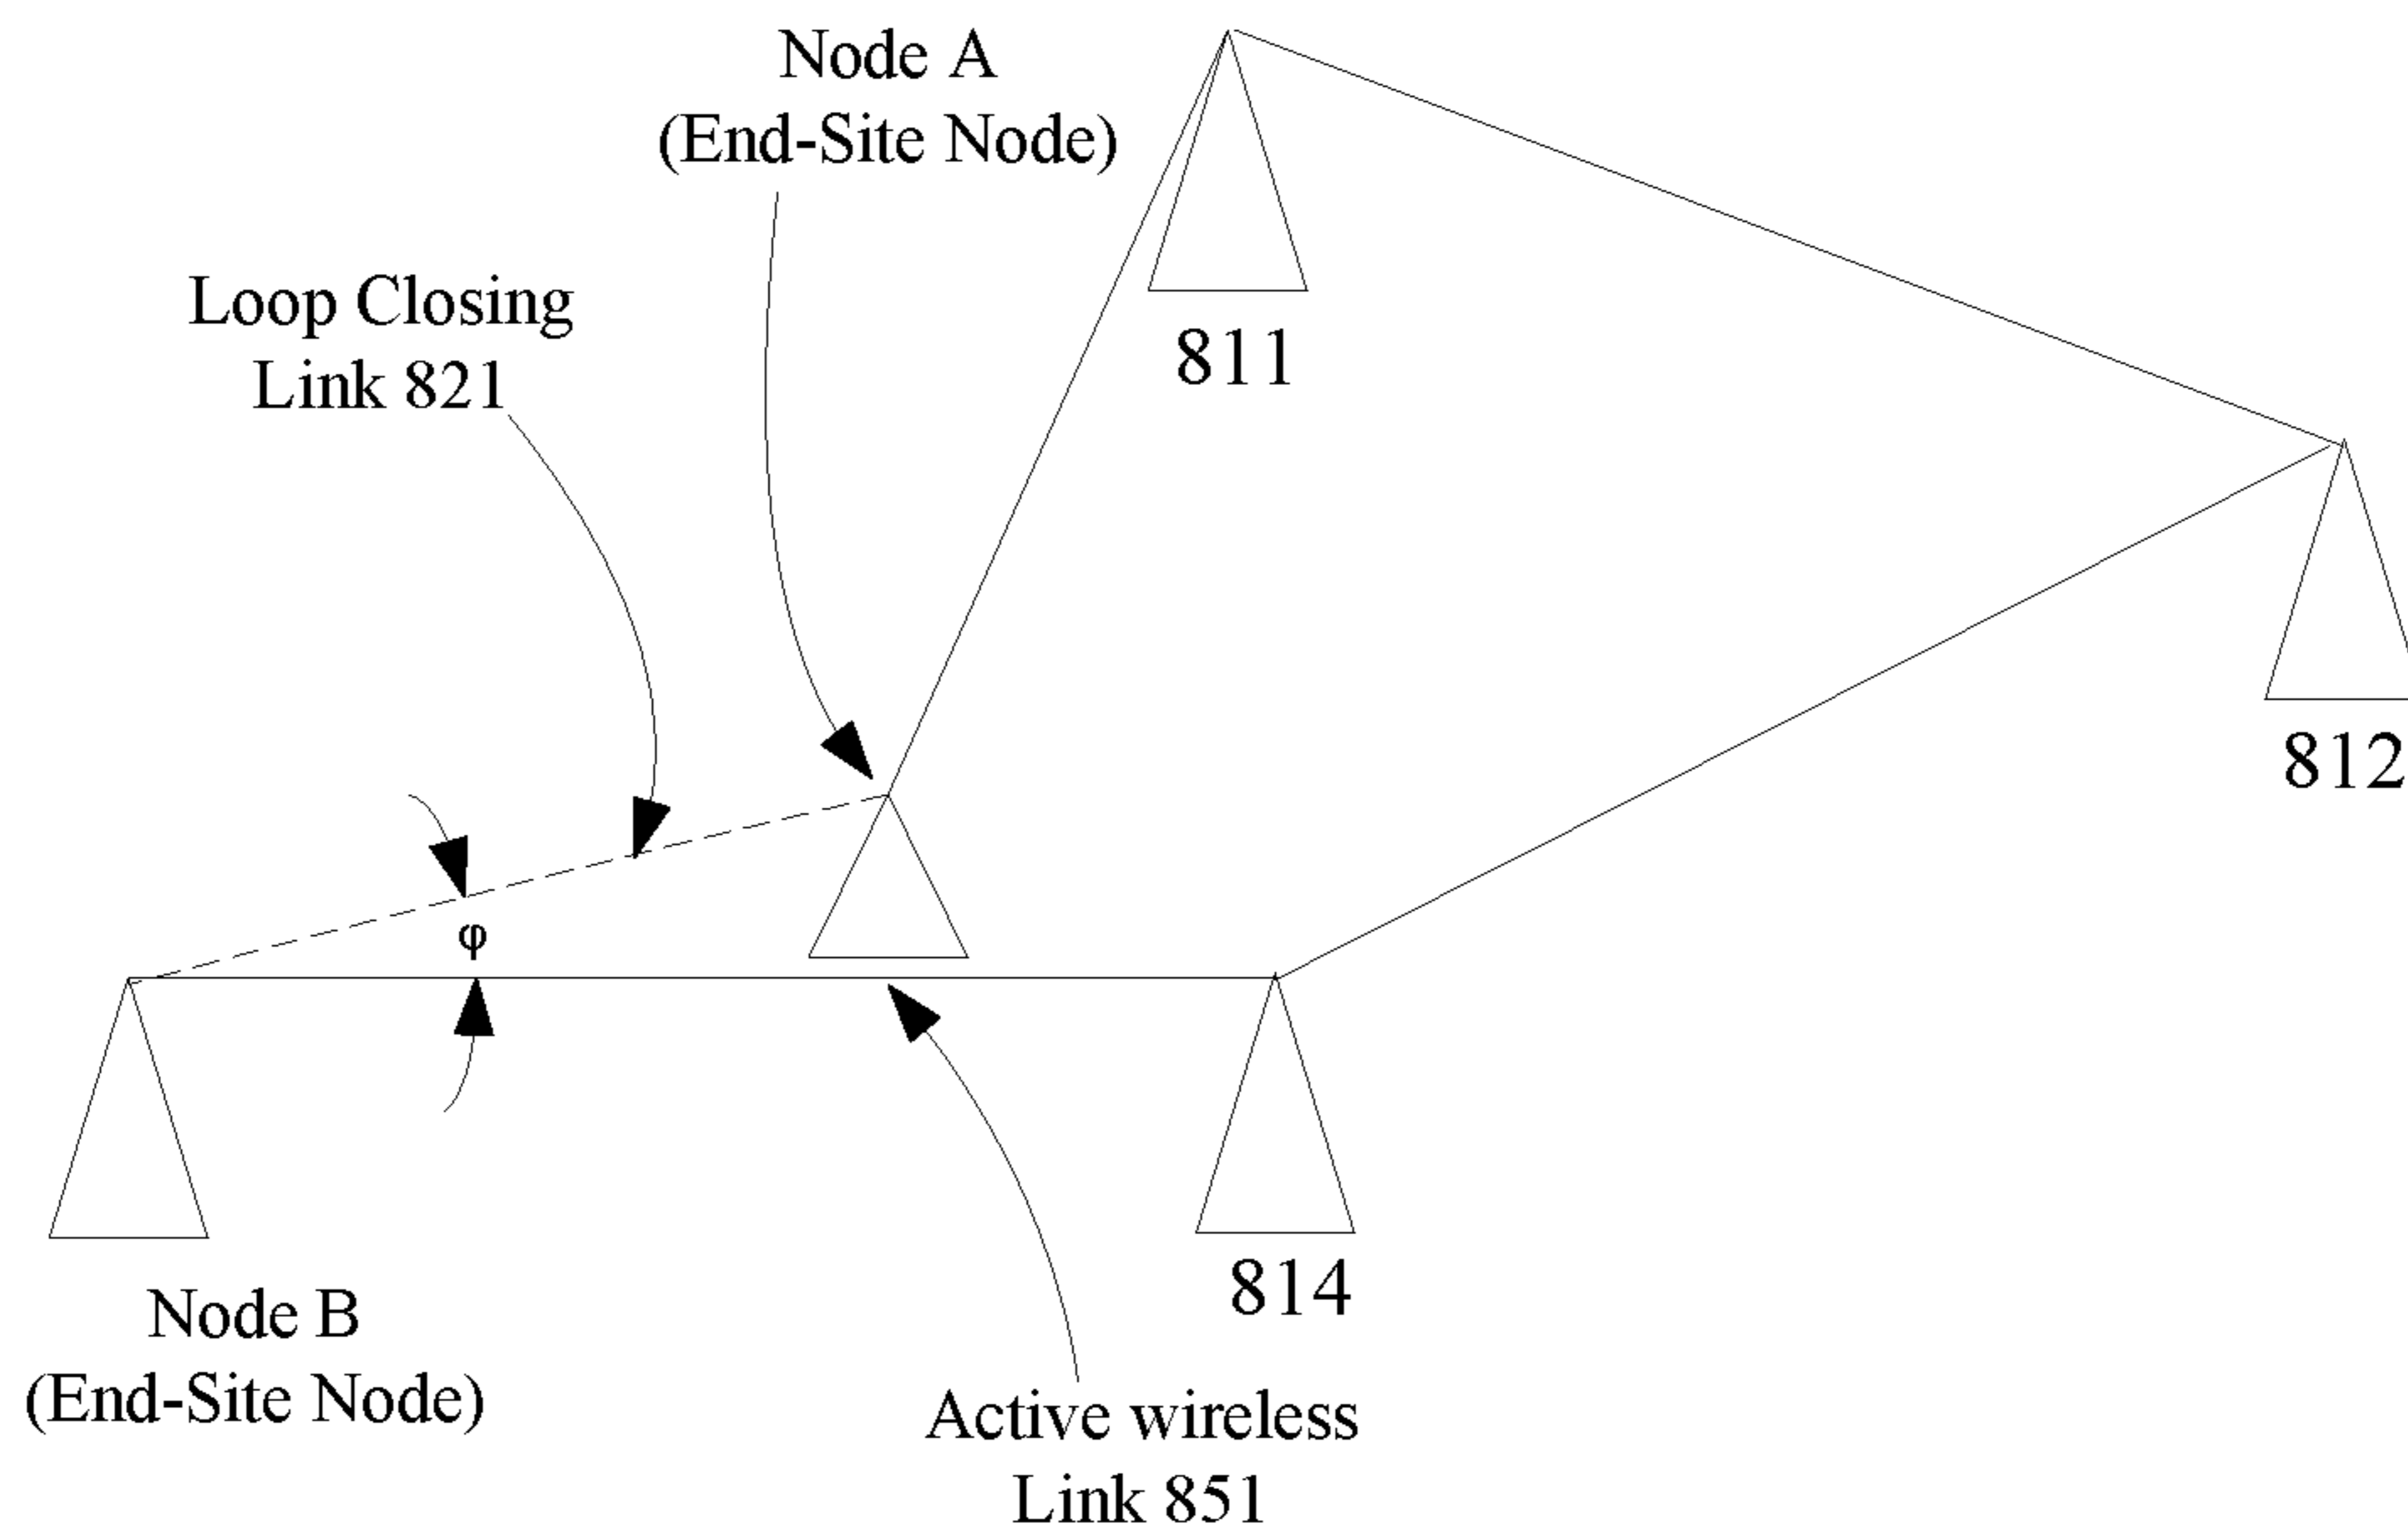 Node A
(End-Site Node)
Loop Closing
Link 821
811
812
φ
814
Node B
(End-Site Node)
Active wireless
Link 851